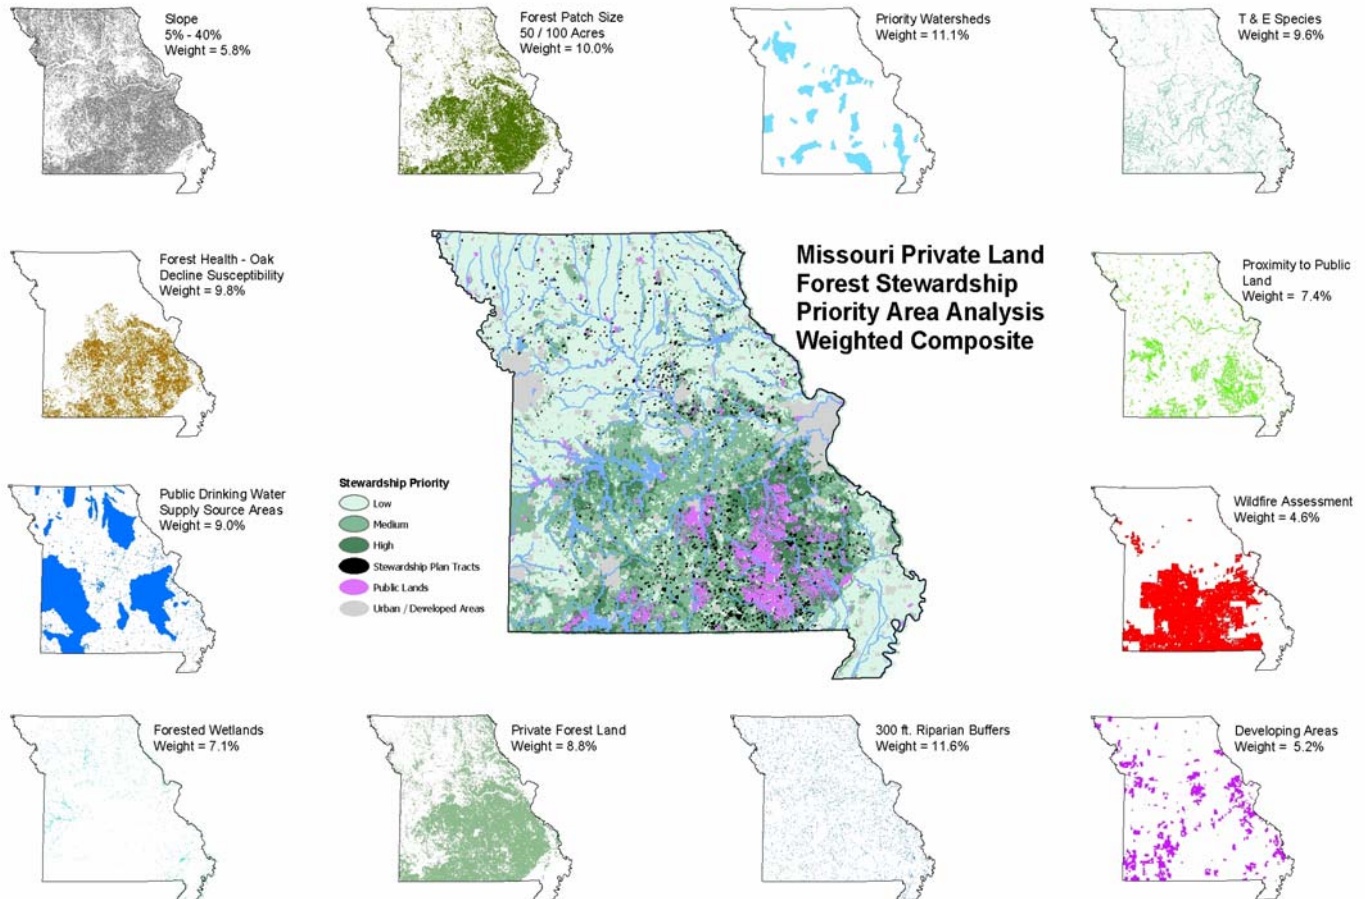 Slope
5% - 40%
Weight = 5.8%
Forest Patch Size
50 / 100 Acres
Weight = 10.0%
Priority Watersheds
Weight = 11.1%
T & E Species
Weight = 9.6%
Forest Health - Oak
Decline Susceptibility
Weight = 9.8%
Missouri Private Land
Forest Stewardship
Priority Area Analysis
Weighted Composite
Proximity to Public
Land
Weight = 7.4%
Public Drinking Water
Supply Source Areas
Weight = 9.0%
Stewardship Priority
Low
Medium
High
Stewardship Plan Tracts
Public Lands
Urban / Developed Areas
Wildfire Assessment
Weight = 4.6%
Forested Wetlands
Weight = 7.1%
Private Forest Land
Weight = 8.8%
300 ft. Riparian Buffers
Weight = 11.6%
Developing Areas
Weight = 5.2%